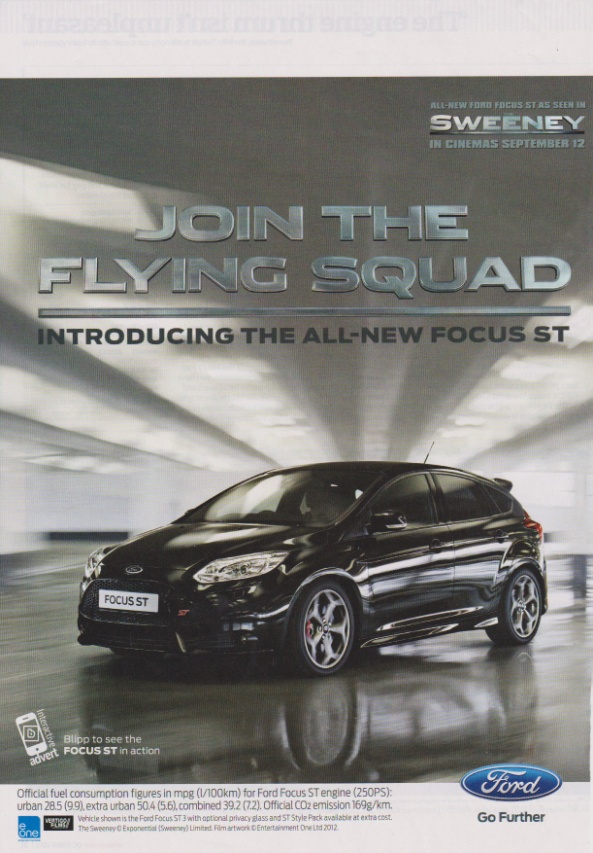 'The engine thrum isn't unpleasant'
ALL-NEW FORD FOCUS ST AS SEEN IN
SWEENEY
IN CINEMAS SEPTEMBER 12
JOIN THE
FLYING SQUAD
INTRODUCING THE ALL-NEW FOCUS ST
FOCUS ST
ST
Interactive
advert
Blipp to see the
FOCUS ST in action
Ford
Go Further
Official fuel consumption figures in mpg (l/100km) for Ford Focus ST engine (250PS):
urban 28.5 (9.9), extra urban 50.4 (5.6), combined 39.2 (7.2). Official CO2 emission 169g/km.
e one
VERTIGO FILMS
Vehicle shown is the Ford Focus ST 3 with optional privacy glass and ST Style Pack available at extra cost.
The Sweeney © Exponential (Sweeney) Limited. Film artwork © Entertainment One Ltd 2012.